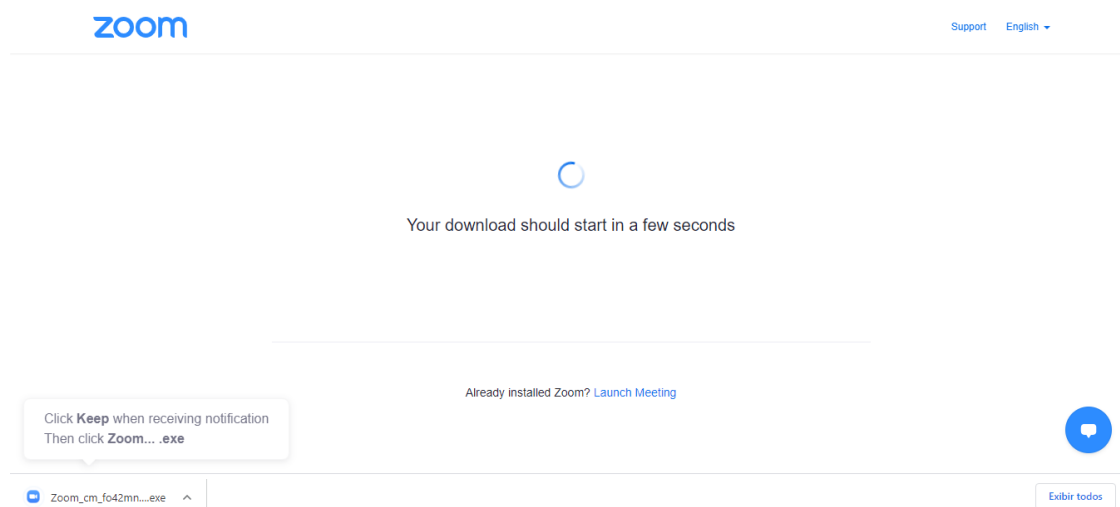 zoom
Support English
Your download should start in a few seconds
Already installed Zoom? Launch Meeting
Click Keep when receiving notification
Then click Zoom... .exe
Zoom_cm_fo42mn....exe
Exibir todos